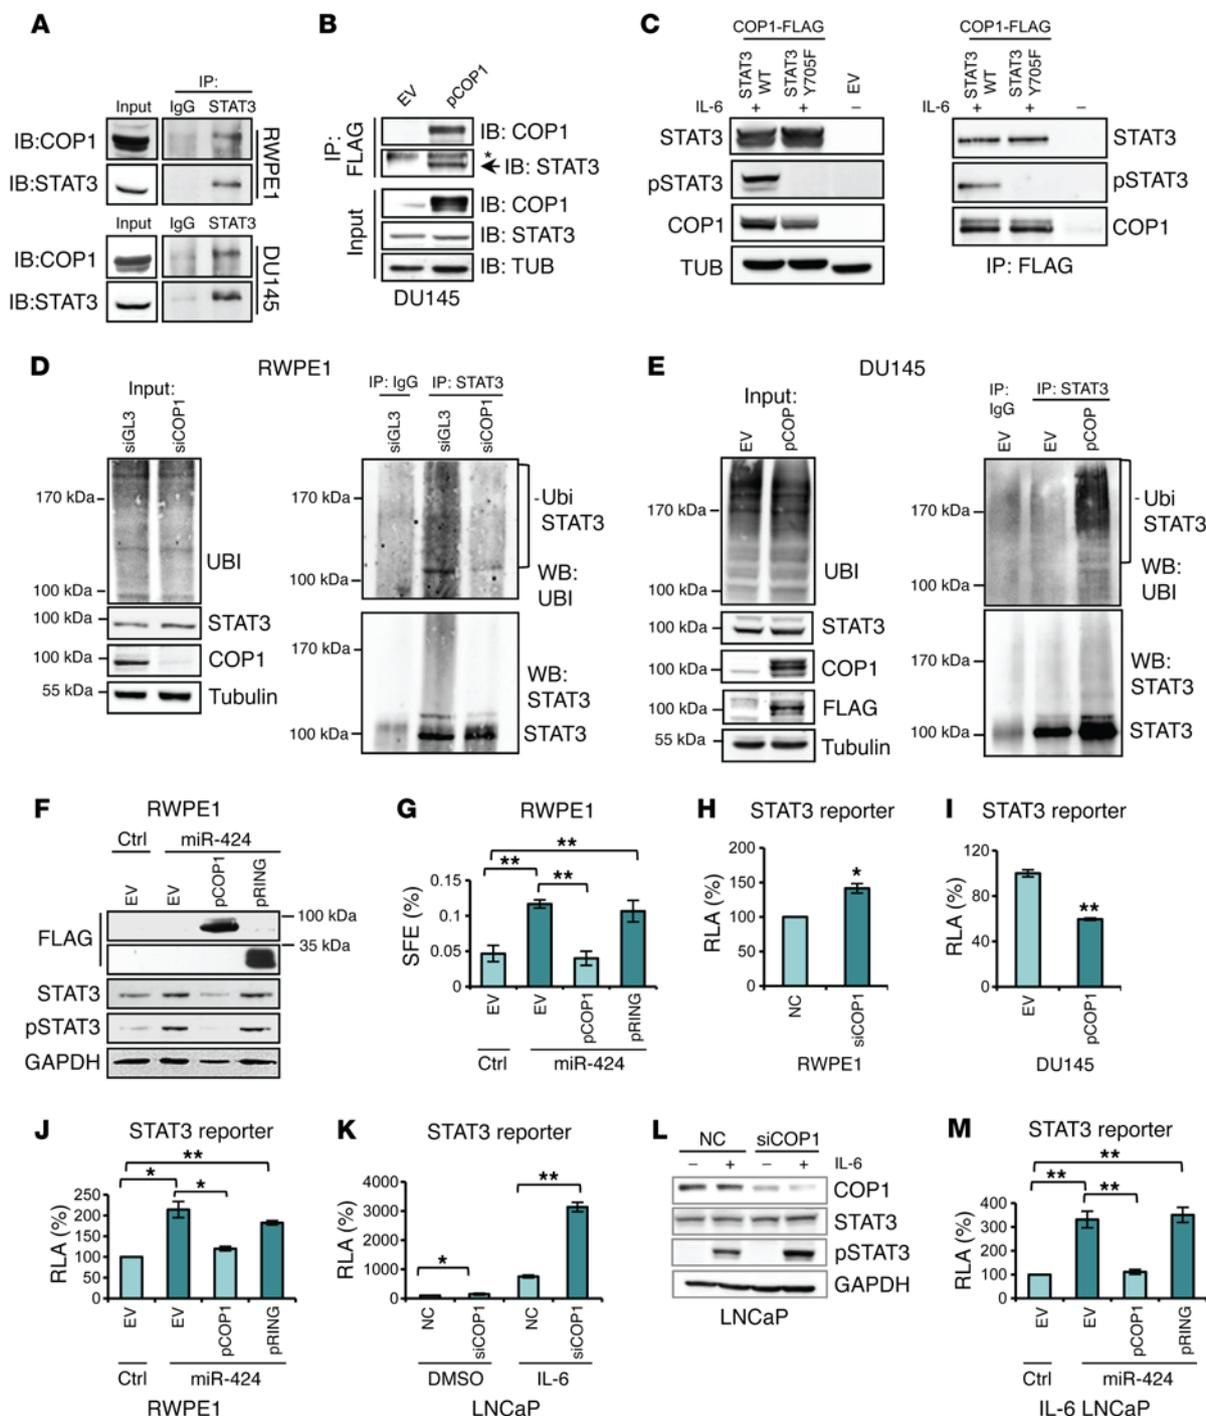 A
IP:
Input IgG STAT3
IB:COP1
IB:STAT3
RWPE1
Input IgG STAT3
IB:COP1
IB:STAT3
DU145
B
EV pCOP1
IP: FLAG
IB: COP1
*
IB: STAT3
Input
IB: COP1
IB: STAT3
IB: TUB
DU145
C
COP1-FLAG
STAT3 WT STAT3 Y705F EV
IL-6 + + −
STAT3
pSTAT3
COP1
TUB
COP1-FLAG
STAT3 WT STAT3 Y705F
IL-6 + + −
STAT3
pSTAT3
COP1
IP: FLAG
D
RWPE1
Input:
siGL3 siCOP1
170 kDa
100 kDa
UBI
100 kDa
STAT3
100 kDa
COP1
55 kDa
Tubulin
IP: IgG IP: STAT3
siGL3 siGL3 siCOP1
170 kDa
100 kDa
-Ubi
STAT3
WB:
UBI
170 kDa
100 kDa
WB:
STAT3
STAT3
E
DU145
Input:
EV pCOP
170 kDa
100 kDa
UBI
100 kDa
STAT3
100 kDa
COP1
100 kDa
FLAG
55 kDa
Tubulin
IP:
IgG
IP: STAT3
EV EV pCOP
170 kDa
100 kDa
-Ubi
STAT3
WB:
UBI
170 kDa
100 kDa
WB:
STAT3
STAT3
F
RWPE1
Ctrl miR-424
EV EV pCOP1 pRING
FLAG
100 kDa
35 kDa
STAT3
pSTAT3
GAPDH
G
RWPE1
**
** **
SFE (%)
0.15
0.1
0.05
0
EV EV pCOP1 pRING
Ctrl miR-424
H
STAT3 reporter
RLA (%)
200
150
100
50
0
*
NC siCOP1
RWPE1
I
STAT3 reporter
RLA (%)
120
80
40
0
**
EV pCOP1
DU145
J
STAT3 reporter
**
* *
RLA (%)
250
200
150
100
50
0
EV EV pCOP1 pRING
Ctrl miR-424
RWPE1
K
STAT3 reporter
RLA (%)
4000
3000
2000
1000
0
* **
NC siCOP1 NC siCOP1
DMSO IL-6
LNCaP
L
NC siCOP1
− + − + IL-6
COP1
STAT3
pSTAT3
GAPDH
LNCaP
M
STAT3 reporter
**
** **
RLA (%)
400
300
200
100
0
EV EV pCOP1 pRING
Ctrl miR-424
IL-6 LNCaP